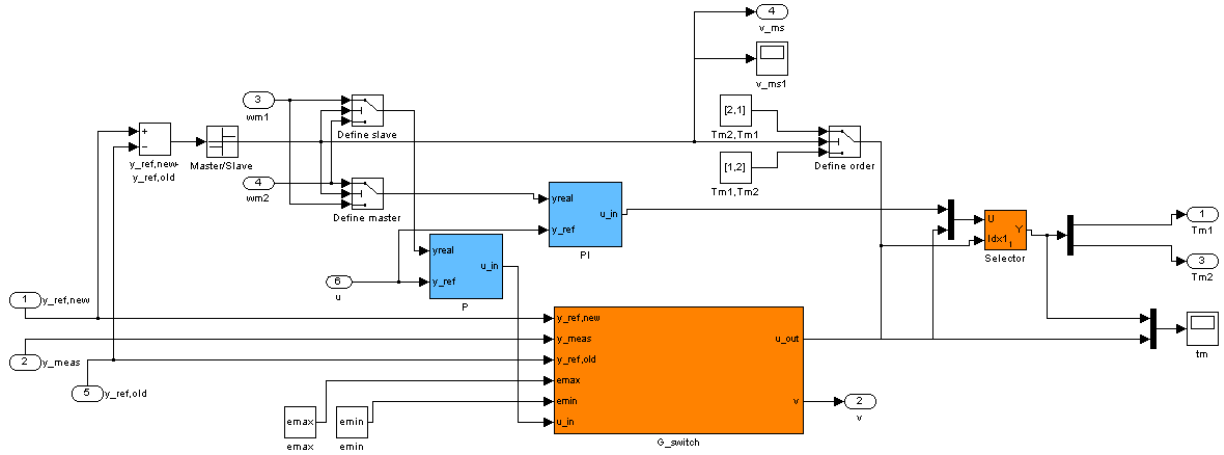 4
v_ms
v_ms1
3
wm1
Define slave
[2,1]
Tm2,Tm1
+
−
y_ref,new-
y_ref,old
Master/Slave
Define order
[1,2]
Tm1,Tm2
4
wm2
Define master
yreal
u_in
y_ref
PI
U
Y
Idx1
Selector
1
Tm1
3
Tm2
yreal
u_in
y_ref
P
6
u
1
y_ref,new
2
y_meas
5
y_ref,old
y_ref,new
y_meas
y_ref,old
emax
emin
u_in
u_out
v
G_switch
2
v
tm
emax
emax
emin
emin